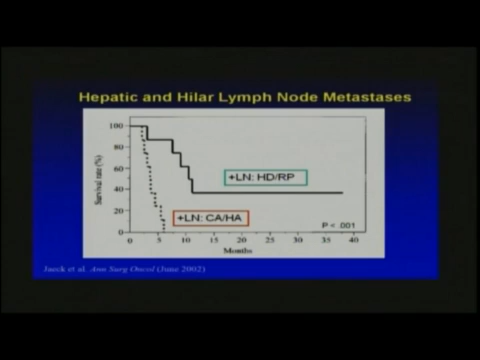 Hepatic and Hilar Lymph Node Metastases
Survival rate (%)
100
80
60
40
20
0
+LN: HD/RP
+LN: CA/HA
P < .001
0 5 10 15 20 25 30 35 40
Months
Jaeck et al. Ann Surg Oncol (June 2002)